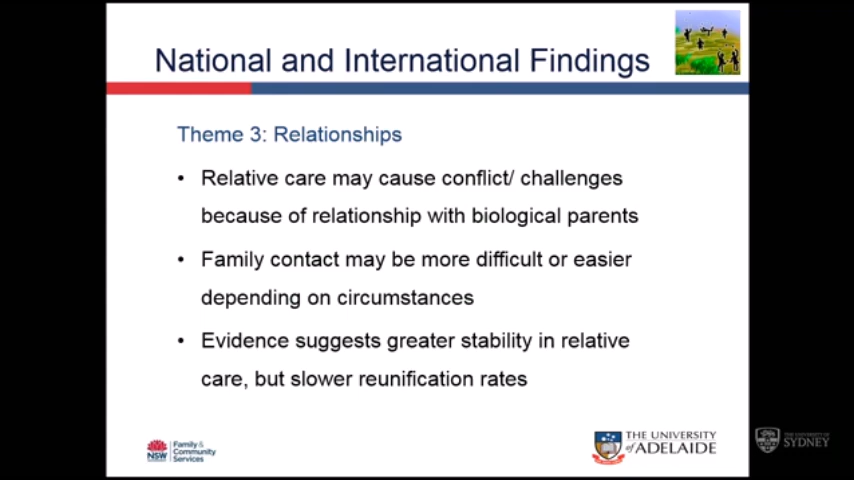 National and International Findings
Theme 3: Relationships
• Relative care may cause conflict/ challenges
because of relationship with biological parents
• Family contact may be more difficult or easier
depending on circumstances
• Evidence suggests greater stability in relative
care, but slower reunification rates
NSW
Family &
Community
Services
THE UNIVERSITY
of ADELAIDE
THE UNIVERSITY OF
SYDNEY